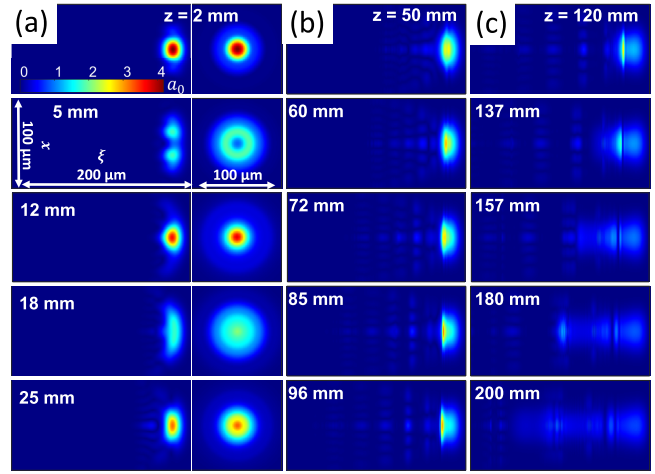 (a)
z = 2 mm
(b)
z = 50 mm
(c)
z = 120 mm
0 1 2 3 4 a₀
5 mm
60 mm
137 mm
100 μm
x
ξ
200 μm
100 μm
12 mm
72 mm
157 mm
18 mm
85 mm
180 mm
25 mm
96 mm
200 mm